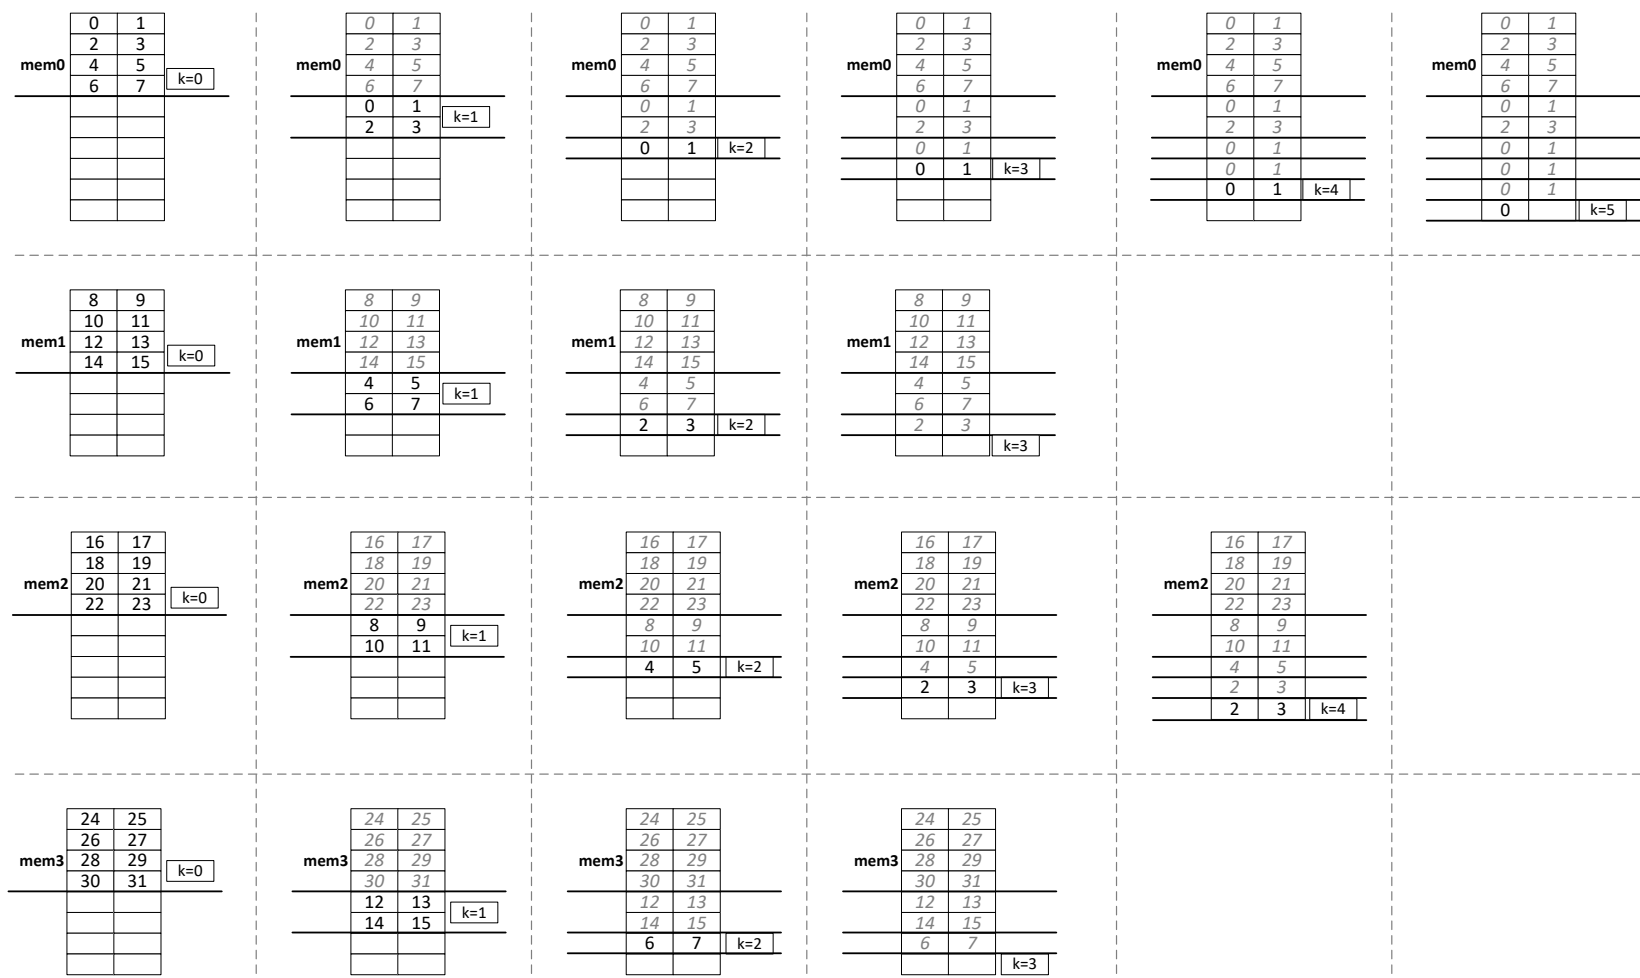 0 1
2 3
mem0 4 5
6 7 k=0
0 1
2 3
mem0 4 5
6 7
0 1 k=1
2 3
0 1
2 3
mem0 4 5
6 7
0 1
2 3
0 1 k=2
0 1
2 3
mem0 4 5
6 7
0 1
2 3
0 1
0 1 k=3
0 1
2 3
mem0 4 5
6 7
0 1
2 3
0 1
0 1
0 1 k=4
0 1
2 3
mem0 4 5
6 7
0 1
2 3
0 1
0 1
0 1
0 k=5
8 9
10 11
mem1 12 13
14 15 k=0
8 9
10 11
mem1 12 13
14 15
4 5 k=1
6 7
8 9
10 11
mem1 12 13
14 15
4 5
6 7
2 3 k=2
8 9
10 11
mem1 12 13
14 15
4 5
6 7
2 3
k=3
16 17
18 19
mem2 20 21
22 23 k=0
16 17
18 19
mem2 20 21
22 23
8 9 k=1
10 11
16 17
18 19
mem2 20 21
22 23
8 9
10 11
4 5 k=2
16 17
18 19
mem2 20 21
22 23
8 9
10 11
4 5
2 3 k=3
16 17
18 19
mem2 20 21
22 23
8 9
10 11
4 5
2 3
2 3 k=4
24 25
26 27
mem3 28 29 k=0
30 31
24 25
26 27
mem3 28 29
30 31
12 13 k=1
14 15
24 25
26 27
mem3 28 29
30 31
12 13
14 15
6 7 k=2
24 25
26 27
mem3 28 29
30 31
12 13
14 15
6 7
k=3